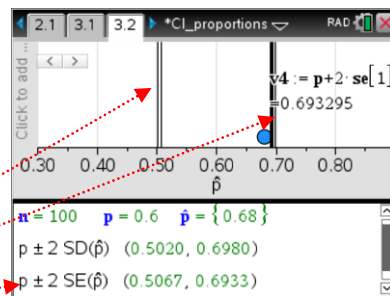 2.1 3.1 3.2 *CI_proportions RAD
Click to add ...
v4 := p+2· se[1]
=0.693295
0.30 0.40 0.50 0.60 0.70 0.80
p̂
n = 100 p = 0.6 p̂ = {0.68}
p ± 2 SD(p̂) (0.5020, 0.6980)
p ± 2 SE(p̂) (0.5067, 0.6933)